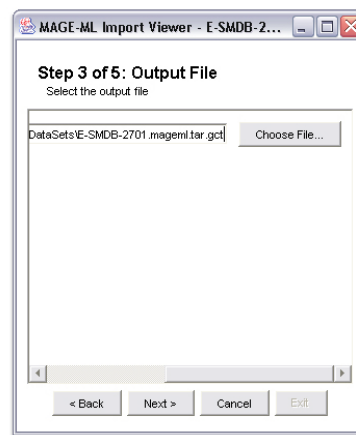 MAGE-ML Import Viewer - E-SMDB-2...
Step 3 of 5: Output File
Select the output file
DataSets\E-SMDB-2701.mageml.tar.gct
Choose File...
< Back
Next >
Cancel
Exit